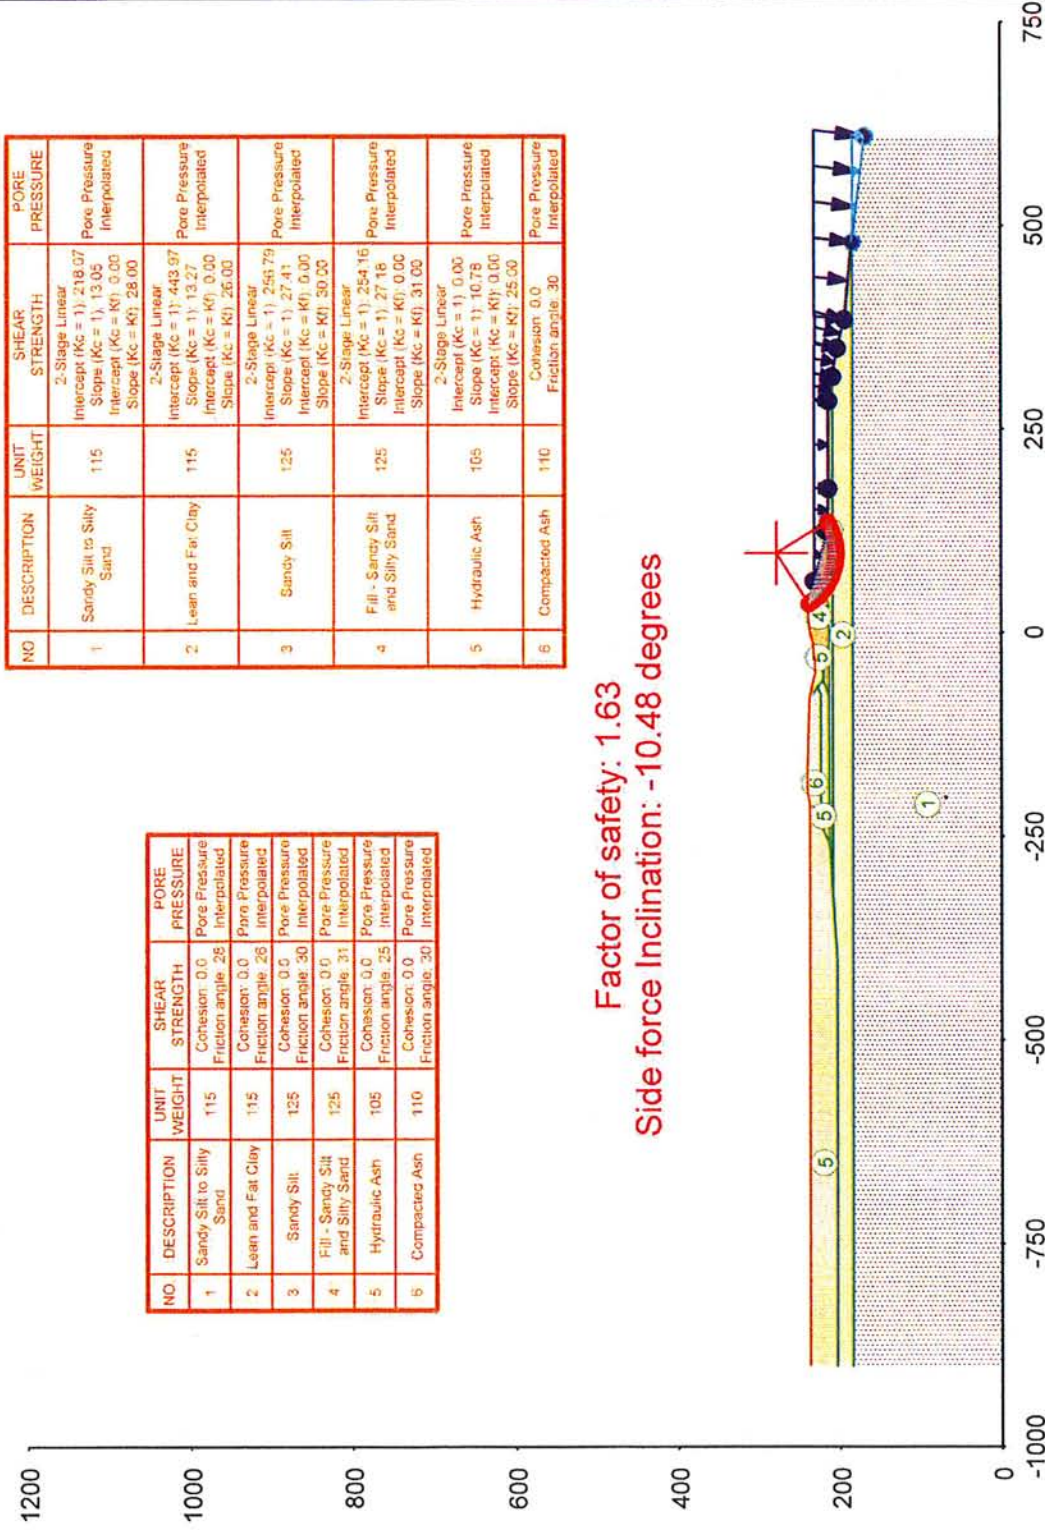 NO. DESCRIPTION UNIT WEIGHT SHEAR STRENGTH PORE PRESSURE
1 Sandy Silt to Silty Sand 115 Cohesion: 0.0 Friction angle: 28 Pore Pressure Interpolated
2 Lean and Fat Clay 115 Cohesion: 0.0 Friction angle: 26 Pore Pressure Interpolated
3 Sandy Silt 125 Cohesion: 0.0 Friction angle: 30 Pore Pressure Interpolated
4 Fill - Sandy Silt and Silty Sand 125 Cohesion: 0.0 Friction angle: 31 Pore Pressure Interpolated
5 Hydraulic Ash 105 Cohesion: 0.0 Friction angle: 25 Pore Pressure Interpolated
6 Compacted Ash 110 Cohesion: 0.0 Friction angle: 30 Pore Pressure Interpolated
NO DESCRIPTION UNIT WEIGHT SHEAR STRENGTH PORE PRESSURE
1 Sandy Silt to Silty Sand 115 2-Stage Linear Pore Pressure Interpolated
Intercept (Kc = 1): 218.07
Slope (Kc = 1): 13.05
Intercept (Kc = Kf): 0.00
Slope (Kc = Kf): 28.00
2 Lean and Fat Clay 115 2-Stage Linear Pore Pressure Interpolated
Intercept (Kc = 1): 443.97
Slope (Kc = 1): 13.27
Intercept (Kc = Kf): 0.00
Slope (Kc = Kf): 26.00
3 Sandy Silt 125 2-Stage Linear Pore Pressure Interpolated
Intercept (Kc = 1): 256.79
Slope (Kc = 1): 27.41
Intercept (Kc = Kf): 0.00
Slope (Kc = Kf): 30.00
4 Fill - Sandy Silt and Silty Sand 125 2-Stage Linear Pore Pressure Interpolated
Intercept (Kc = 1): 254.16
Slope (Kc = 1): 27.18
Intercept (Kc = Kf): 0.00
Slope (Kc = Kf): 31.00
5 Hydraulic Ash 105 2-Stage Linear Pore Pressure Interpolated
Intercept (Kc = 1): 0.00
Slope (Kc = 1): 10.78
Intercept (Kc = Kf): 0.00
Slope (Kc = Kf): 25.00
6 Compacted Ash 110 Cohesion: 0.0 Friction angle: 30 Pore Pressure Interpolated
Factor of safety: 1.63
Side force Inclination: -10.48 degrees
1200
1000
800
600
400
200
0
5
5
6
5
4
2
1
-1000 -750 -500 -250 0 250 500 750